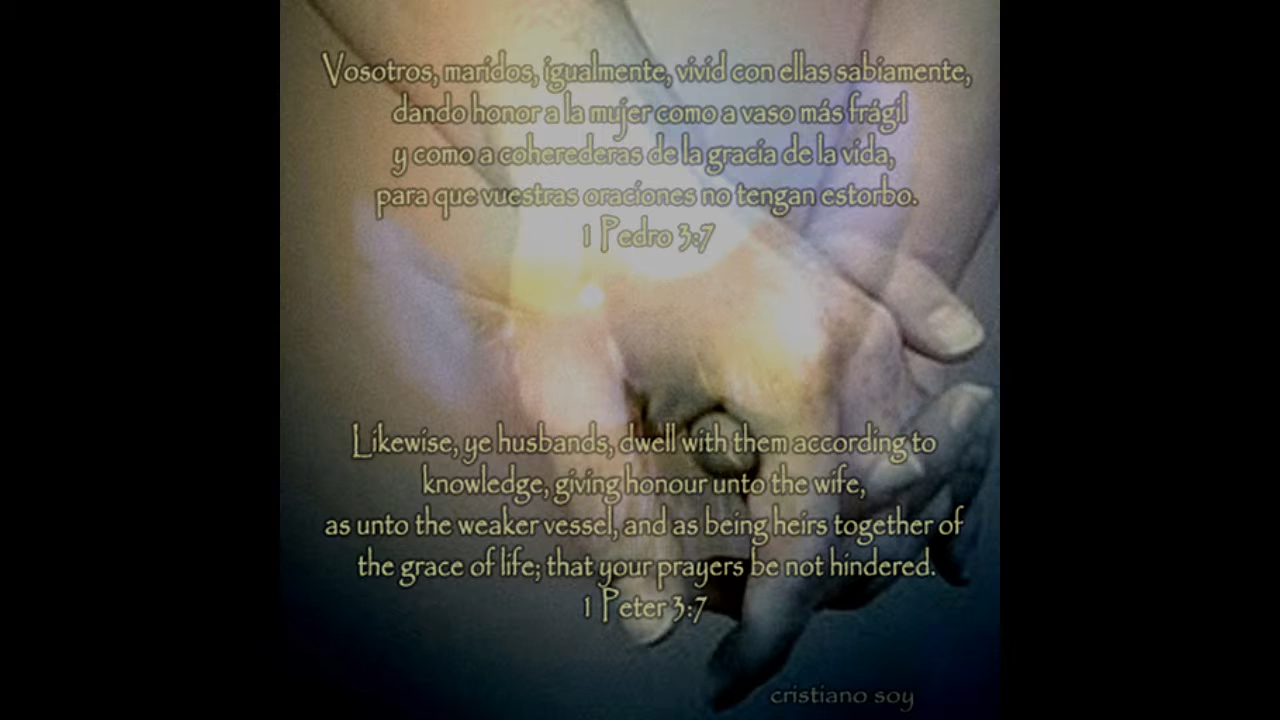 Vosotros, maridos, igualmente, vivid con ellas sabiamente,
dando honor a la mujer como a vaso más frágil
y como a coherederas de la gracia de la vida,
para que vuestras oraciones no tengan estorbo.
1 Pedro 3:7
Likewise, ye husbands, dwell with them according to
knowledge, giving honour unto the wife,
as unto the weaker vessel, and as being heirs together of
the grace of life; that your prayers be not hindered.
1 Peter 3:7
cristiano soy